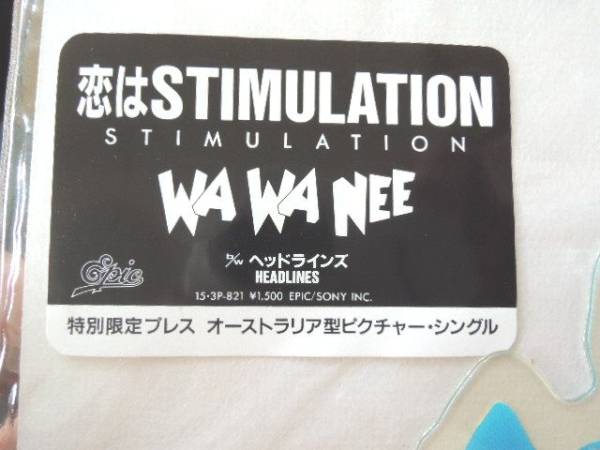 恋はSTIMULATION
STIMULATION
WA WA NEE
b/w ヘッドラインズ
HEADLINES
Epic
15・3P-821 ¥1,500 EPIC/SONY INC.
特別限定プレス オーストラリア型ピクチャー・シングル